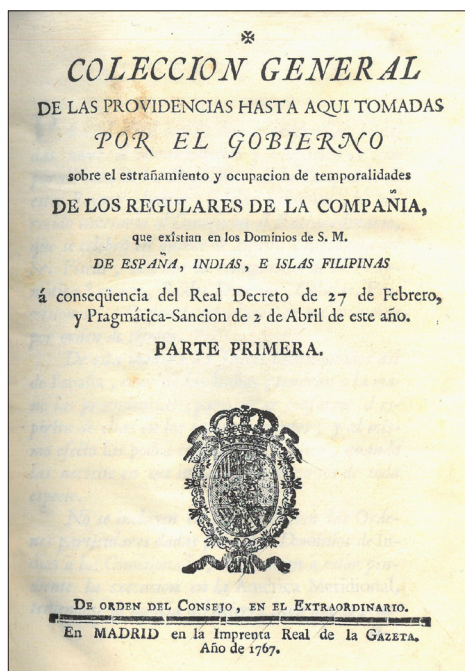 COLECCION GENERAL
DE LAS PROVIDENCIAS HASTA AQUI TOMADAS
POR EL GOBIERNO
sobre el estrañamiento y ocupacion de temporalidades
DE LOS REGULARES DE LA COMPAÑIA,
que existian en los Dominios de S. M.
DE ESPAÑA, INDIAS, E ISLAS FILIPINAS
á conseqüencia del Real Decreto de 27 de Febrero,
y Pragmática-Sancion de 2 de Abril de este año.
PARTE PRIMERA.
DE ORDEN DEL CONSEJO, EN EL EXTRAORDINARIO.
En MADRID en la Imprenta Real de la GAZETA.
Año de 1767.